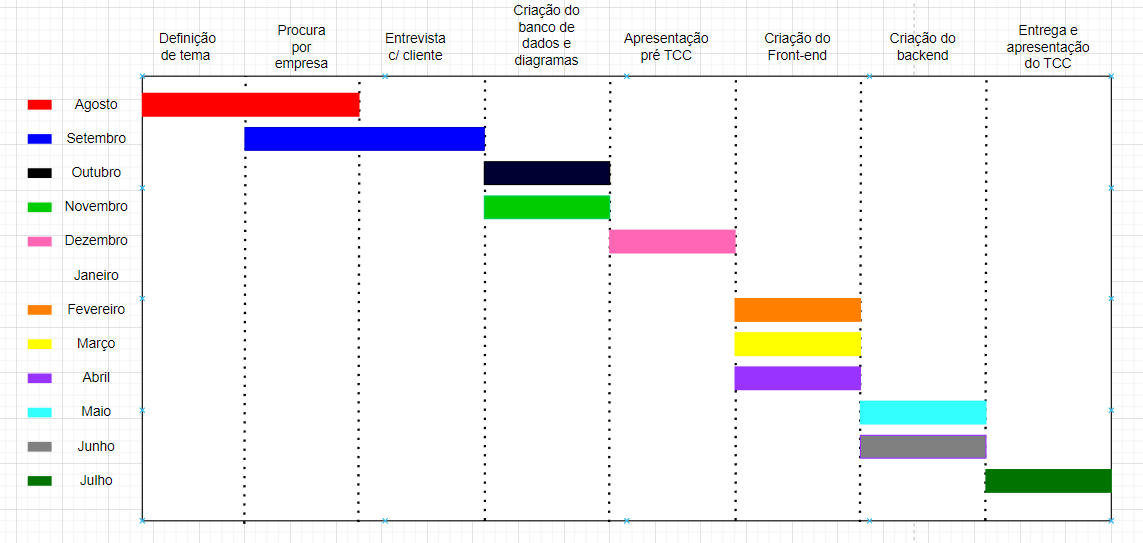 Definição
de tema
Procura
por
empresa
Entrevista
c/ cliente
Criação do
banco de
dados e
diagramas
Apresentação
pré TCC
Criação do
Front-end
Criação do
backend
Entrega e
apresentação
do TCC
Agosto
Setembro
Outubro
Novembro
Dezembro
Janeiro
Fevereiro
Março
Abril
Maio
Junho
Julho